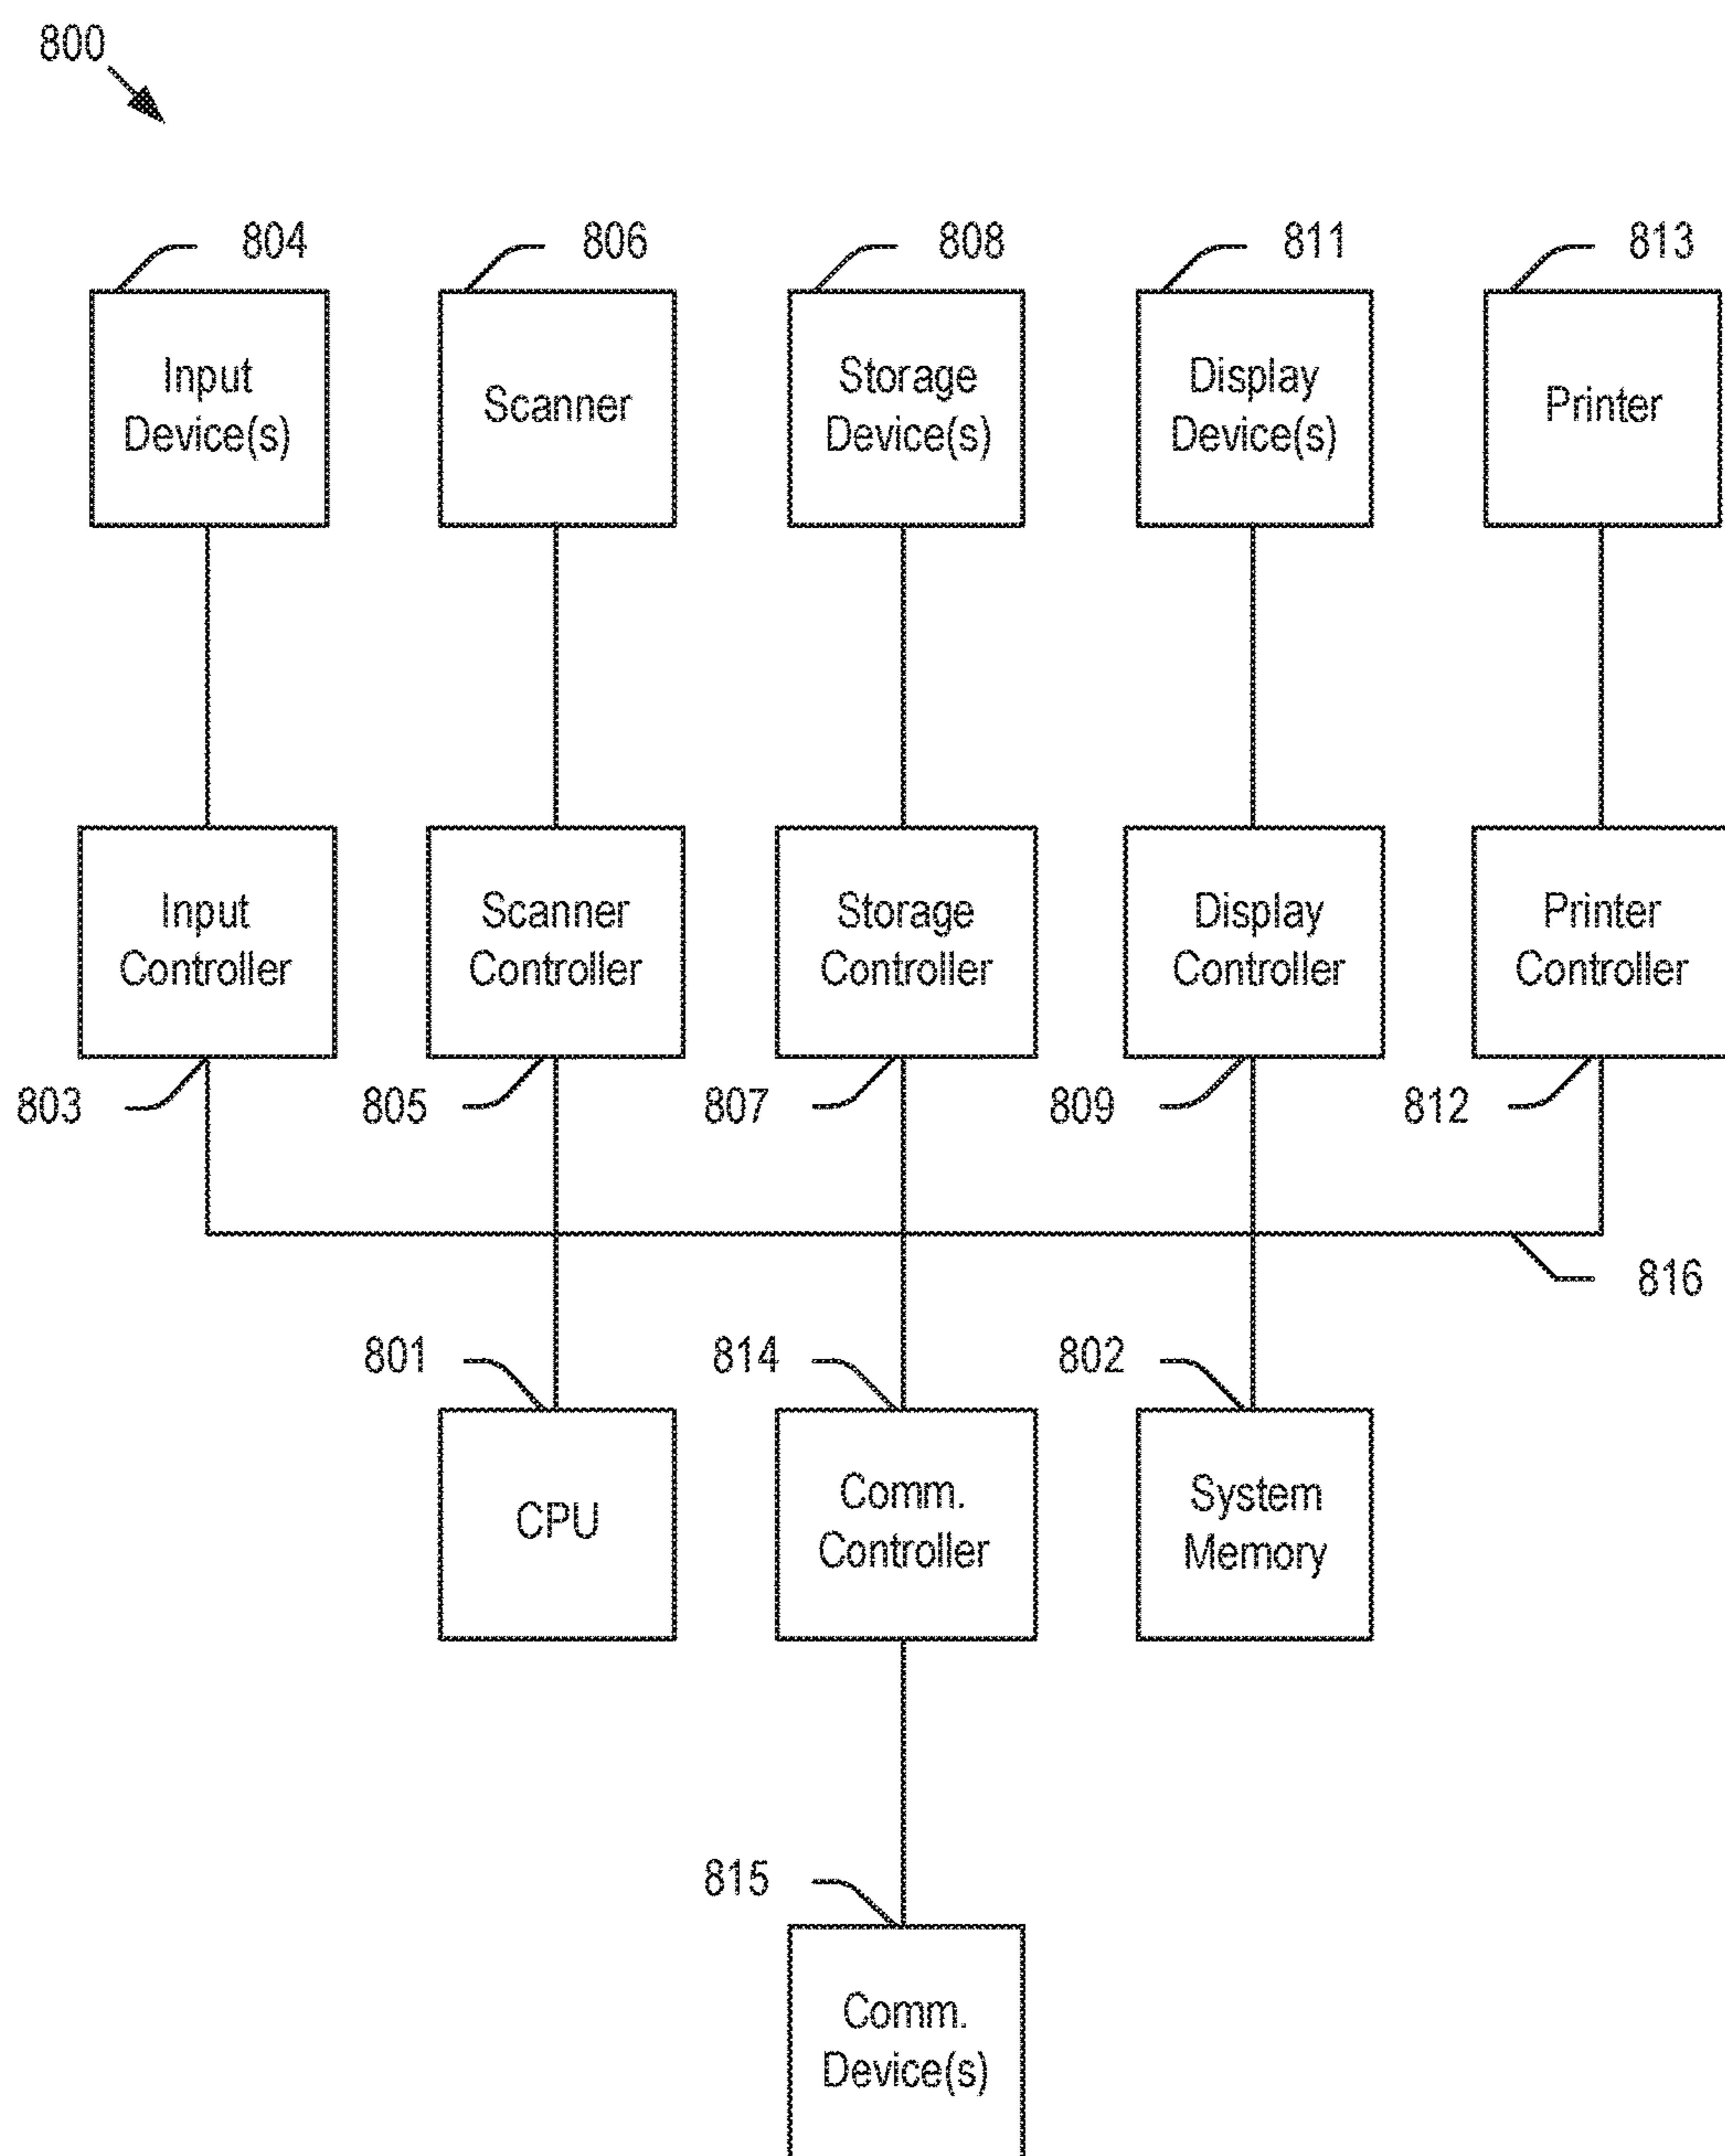 800
804
806
808
811
813
Input
Device(s)
Scanner
Storage
Device(s)
Display
Device(s)
Printer
Input
Controller
Scanner
Controller
Storage
Controller
Display
Controller
Printer
Controller
803
805
807
809
812
816
801
814
802
CPU
Comm.
Controller
System
Memory
815
Comm.
Device(s)